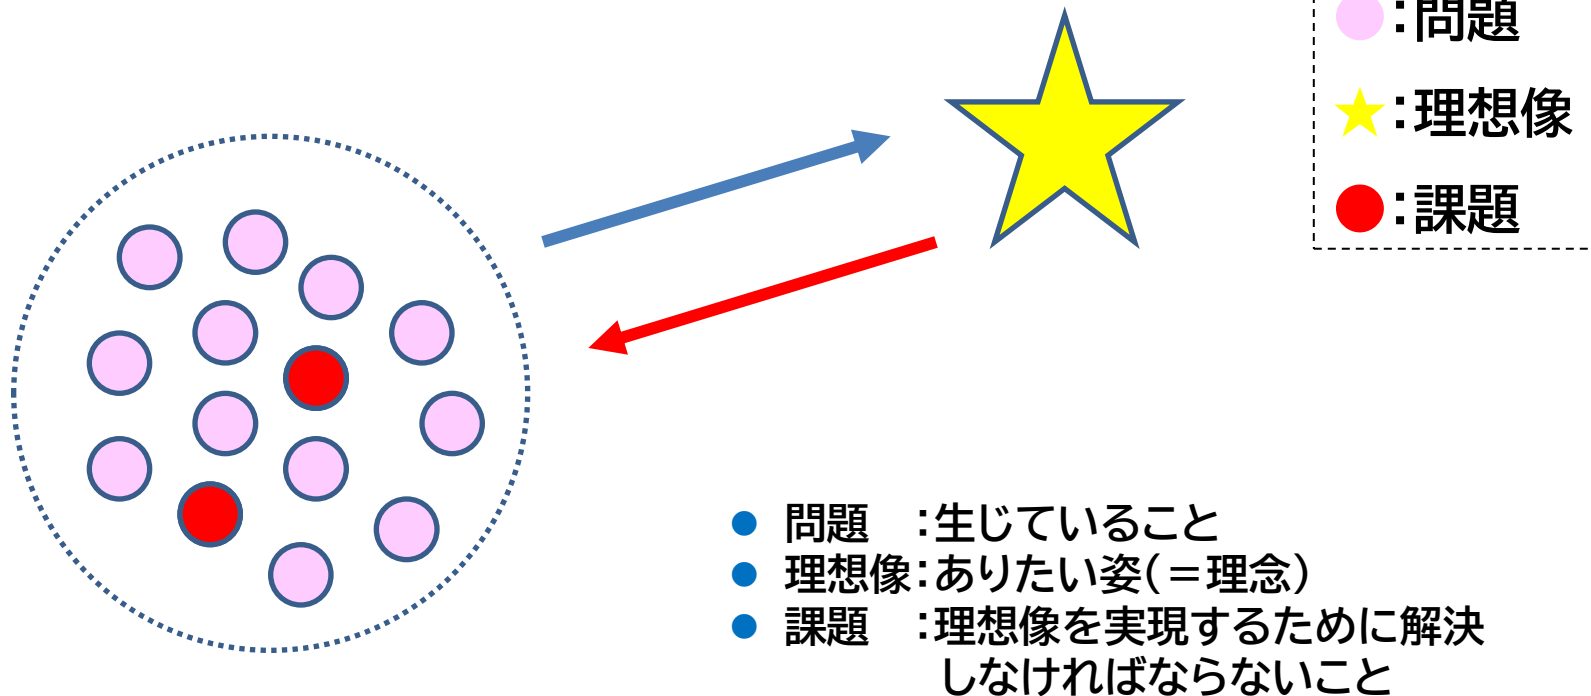 ：問題
：理想像
：課題
● 問題　：生じていること
● 理想像：ありたい姿（＝理念）
● 課題　：理想像を実現するために解決
しなければならないこと